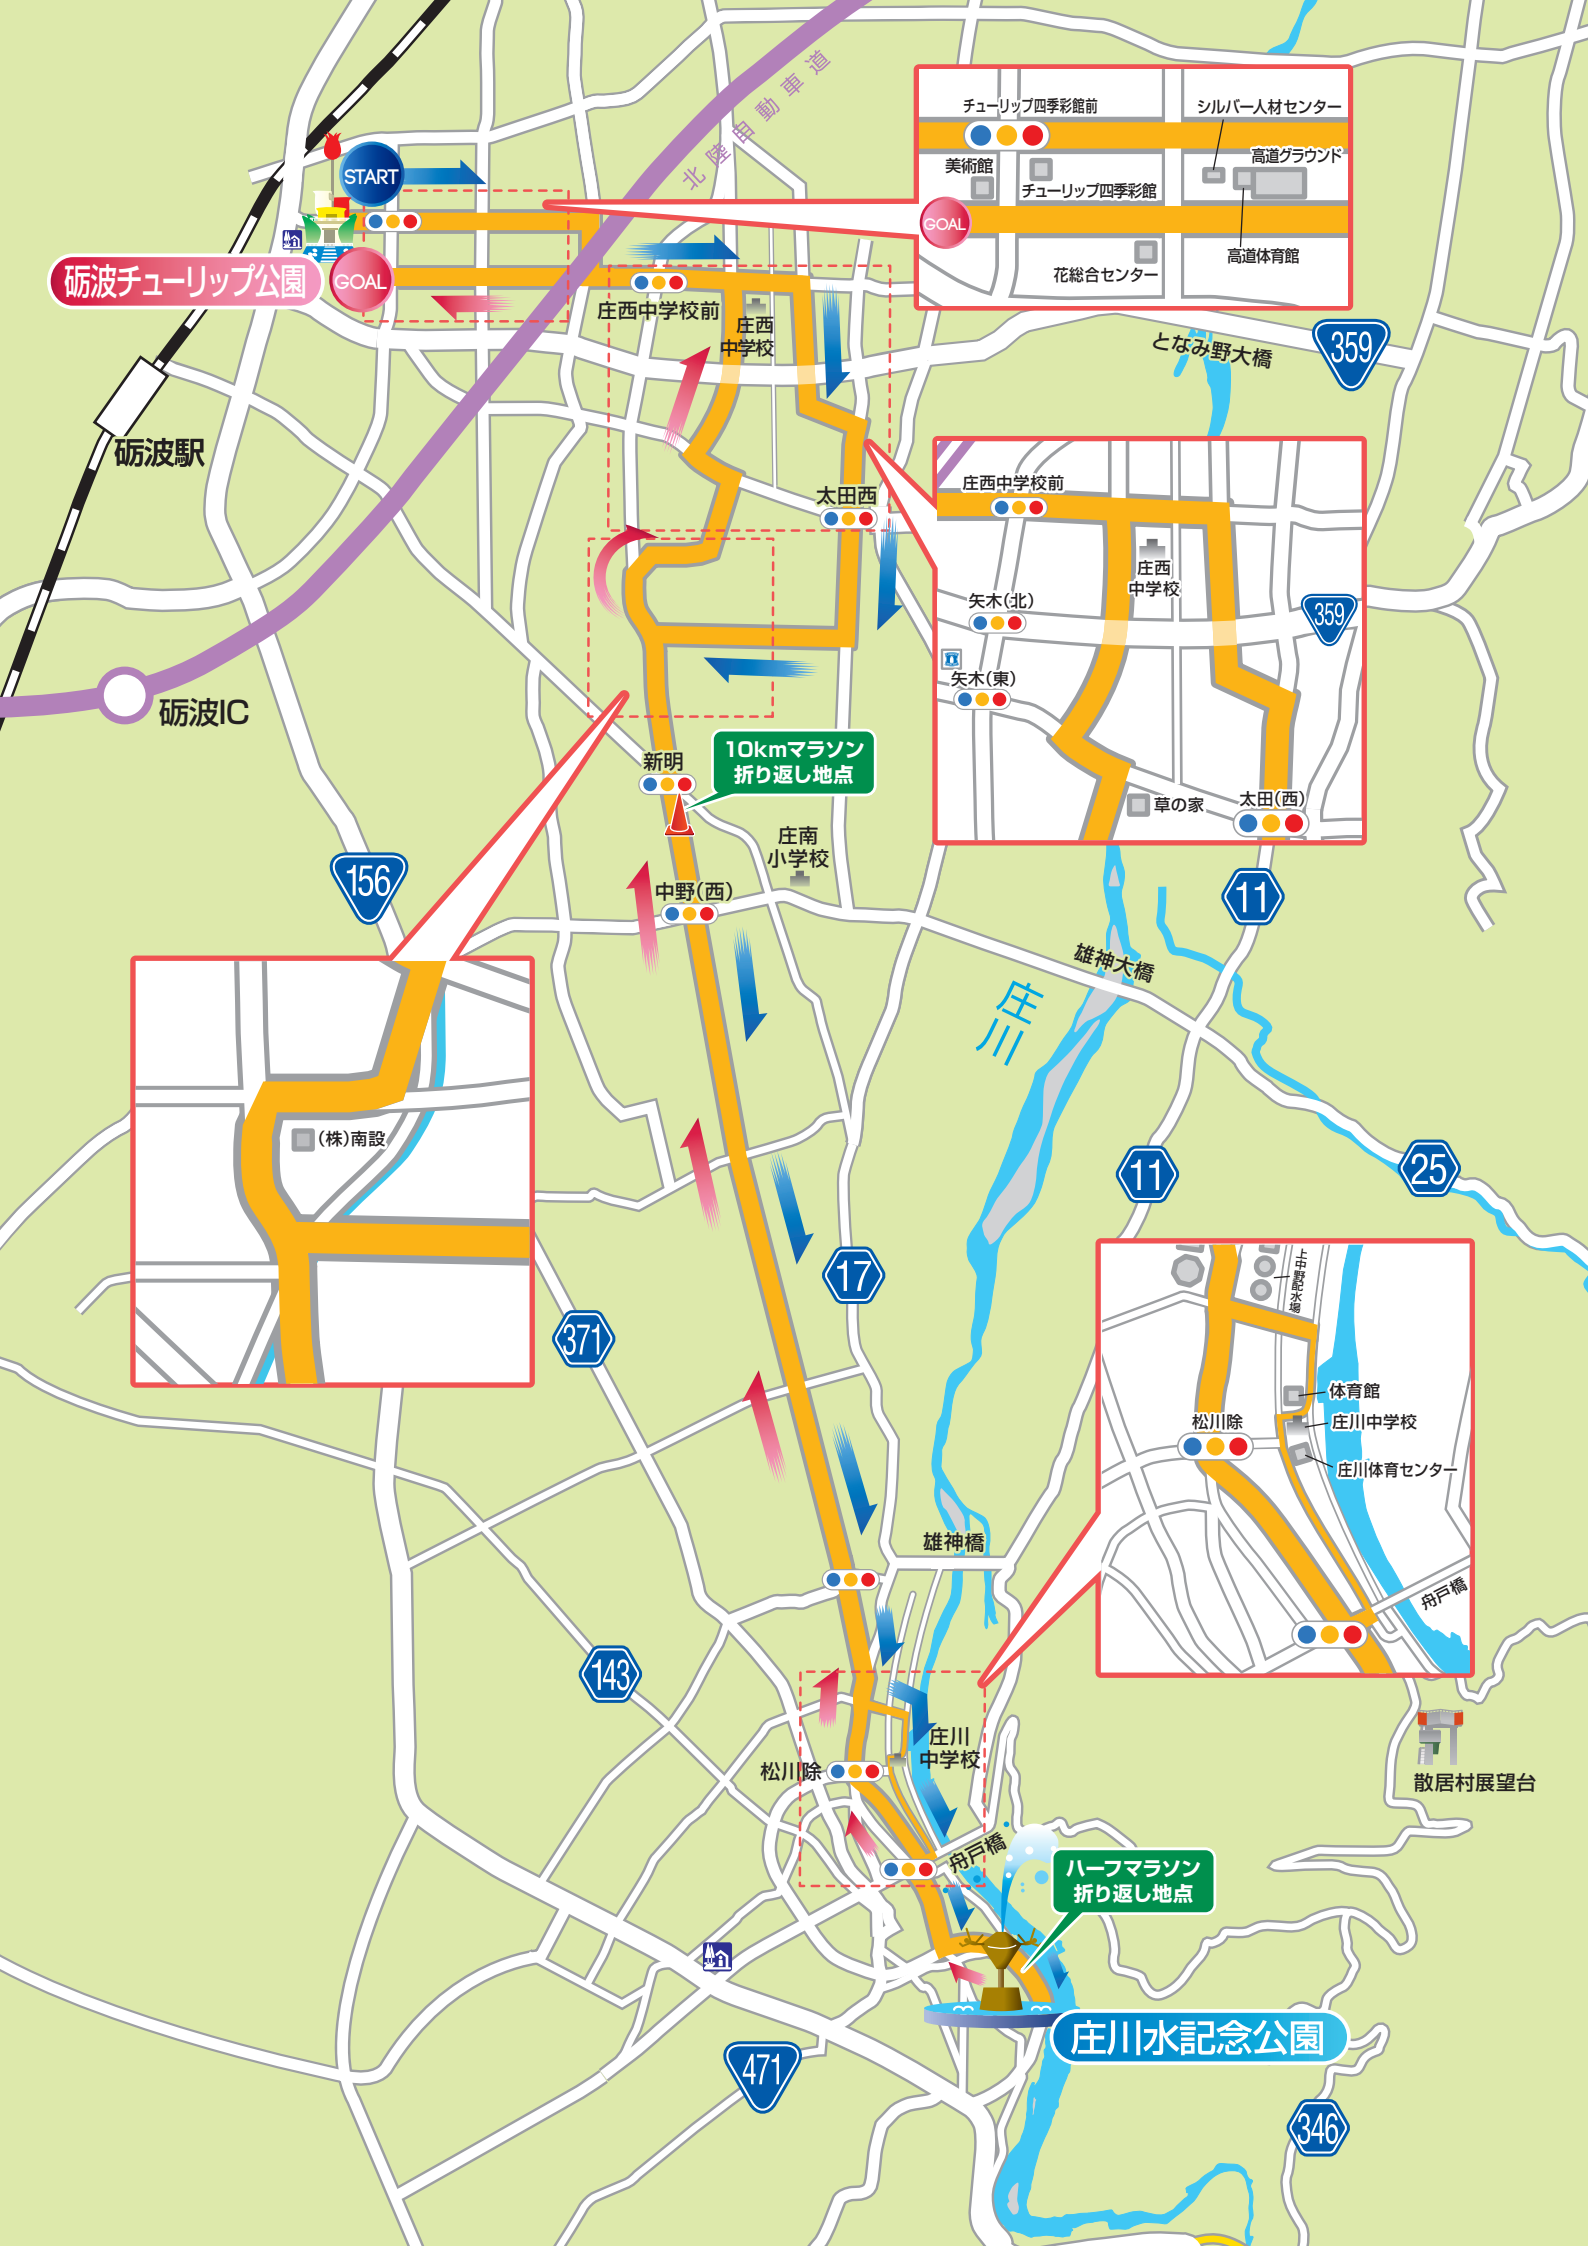 北陸自動車道
START
GOAL
砺波チューリップ公園
チューリップ四季彩館前
シルバー人材センター
美術館
チューリップ四季彩館
高道グラウンド
GOAL
花総合センター
高道体育館
庄西中学校前
庄西
中学校
となみ野大橋
359
砺波駅
太田西
庄西中学校前
庄西
中学校
矢木(北)
359
矢木(東)
草の家
太田(西)
砺波IC
新明
10kmマラソン
折り返し地点
庄南
小学校
156
中野(西)
11
雄神大橋
庄川
(株)南設
11
25
17
371
上中野配水場
体育館
松川除
庄川中学校
庄川体育センター
舟戸橋
雄神橋
143
庄川
中学校
松川除
散居村展望台
舟戸橋
ハーフマラソン
折り返し地点
庄川水記念公園
471
346